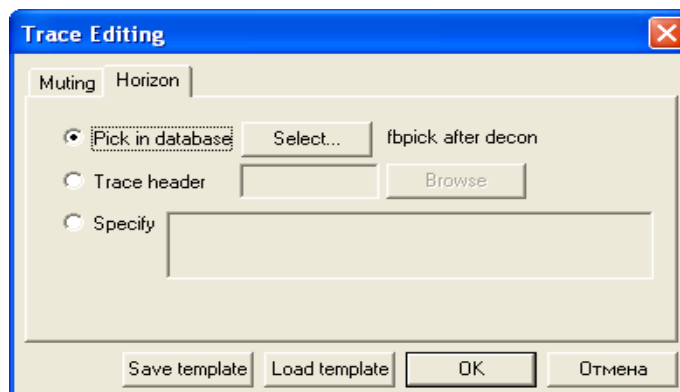 Trace Editing
Muting Horizon
Pick in database Select... fbpick after decon
Trace header Browse
Specify
Save template Load template OK Отмена